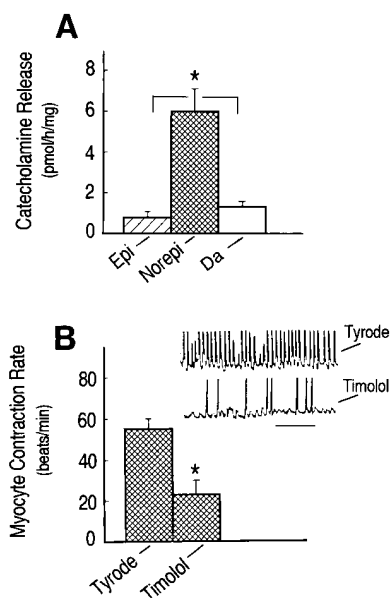 A
Catecholamine Release
(pmol/h/mg)
8
6
4
2
0
*
Epi
Norepi
Da
B
Myocyte Contraction Rate
(beats/min)
80
60
40
20
0
*
Tyrode
Timolol
Tyrode
Timolol